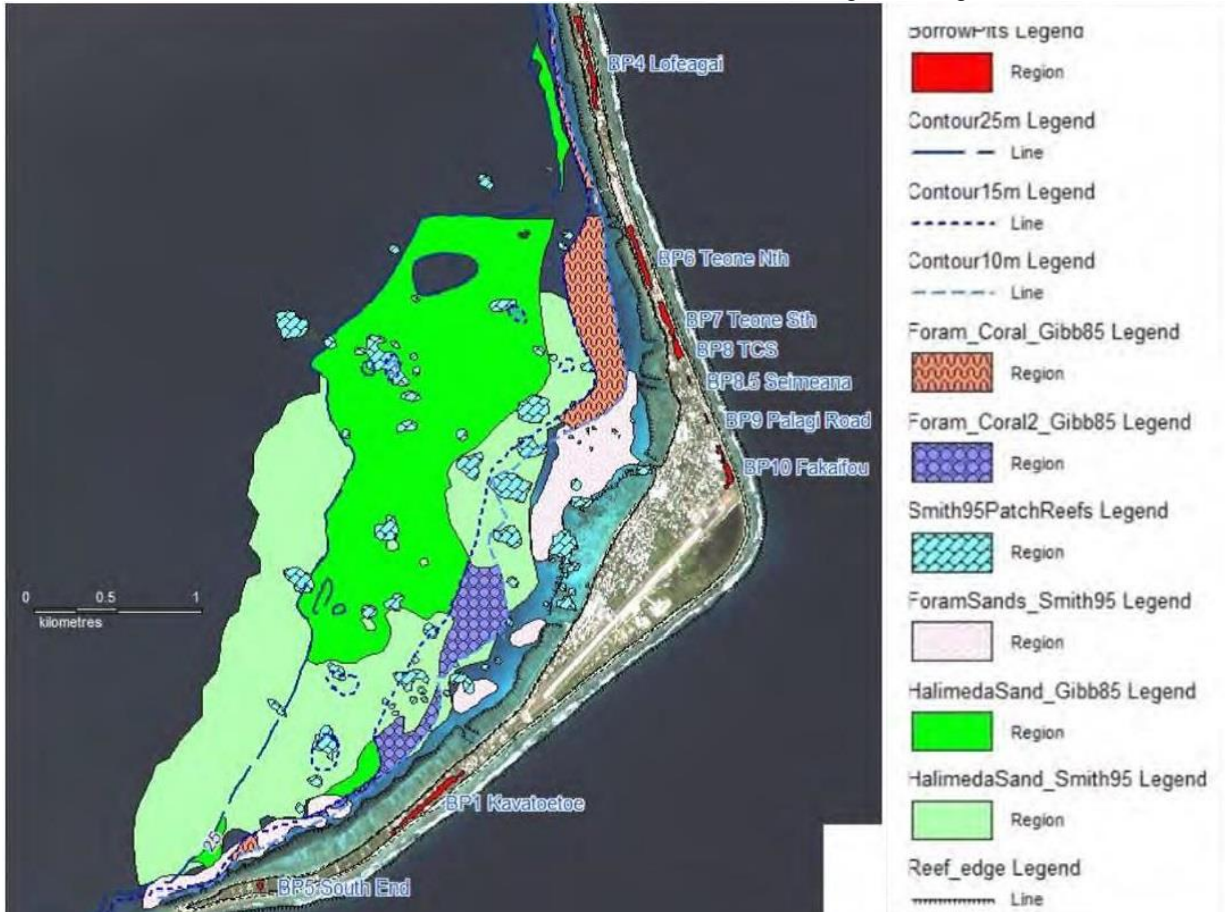 BP4 Lofeagai
BP6 Teone Nth
BP7 Teone Sth
BP8 TCS
BP8.5 Seimeana
BP9 Palagi Road
BP10 Fakaifou
0 0.5 1
kilometres
BP1 Kavatoetoe
25
BP5 South End
BorrowPits Legend
Region
Contour25m Legend
Line
Contour15m Legend
Line
Contour10m Legend
Line
Foram_Coral_Gibb85 Legend
Region
Foram_Coral2_Gibb85 Legend
Region
Smith95PatchReefs Legend
Region
ForamSands_Smith95 Legend
Region
HalimedaSand_Gibb85 Legend
Region
HalimedaSand_Smith95 Legend
Region
Reef_edge Legend
Line